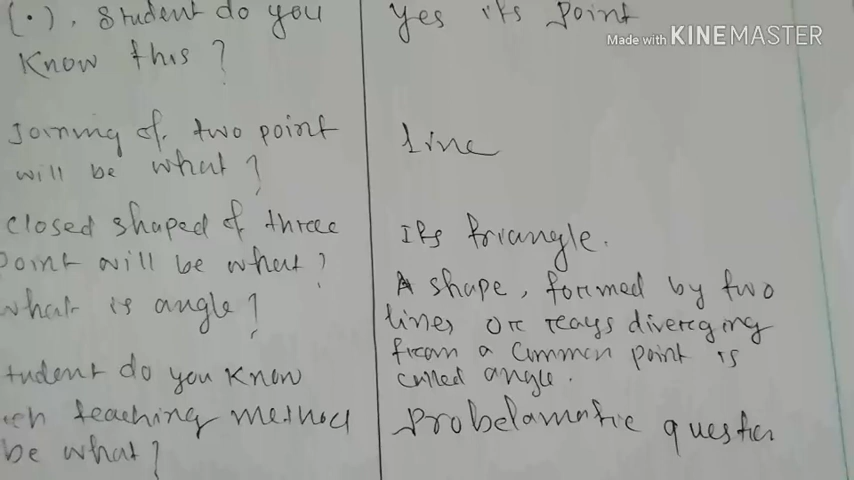 (•). Student do you
Know this?
Yes its point
Made with KINEMASTER
Joining of two point
will be what?
line
closed shaped of three
point will be what?
Its triangle.
what is angle?
A shape, formed by two
lines or reays divereging
from a common point is
called angle.
tudent do you know
teaching method
be what?
Probelamatic question